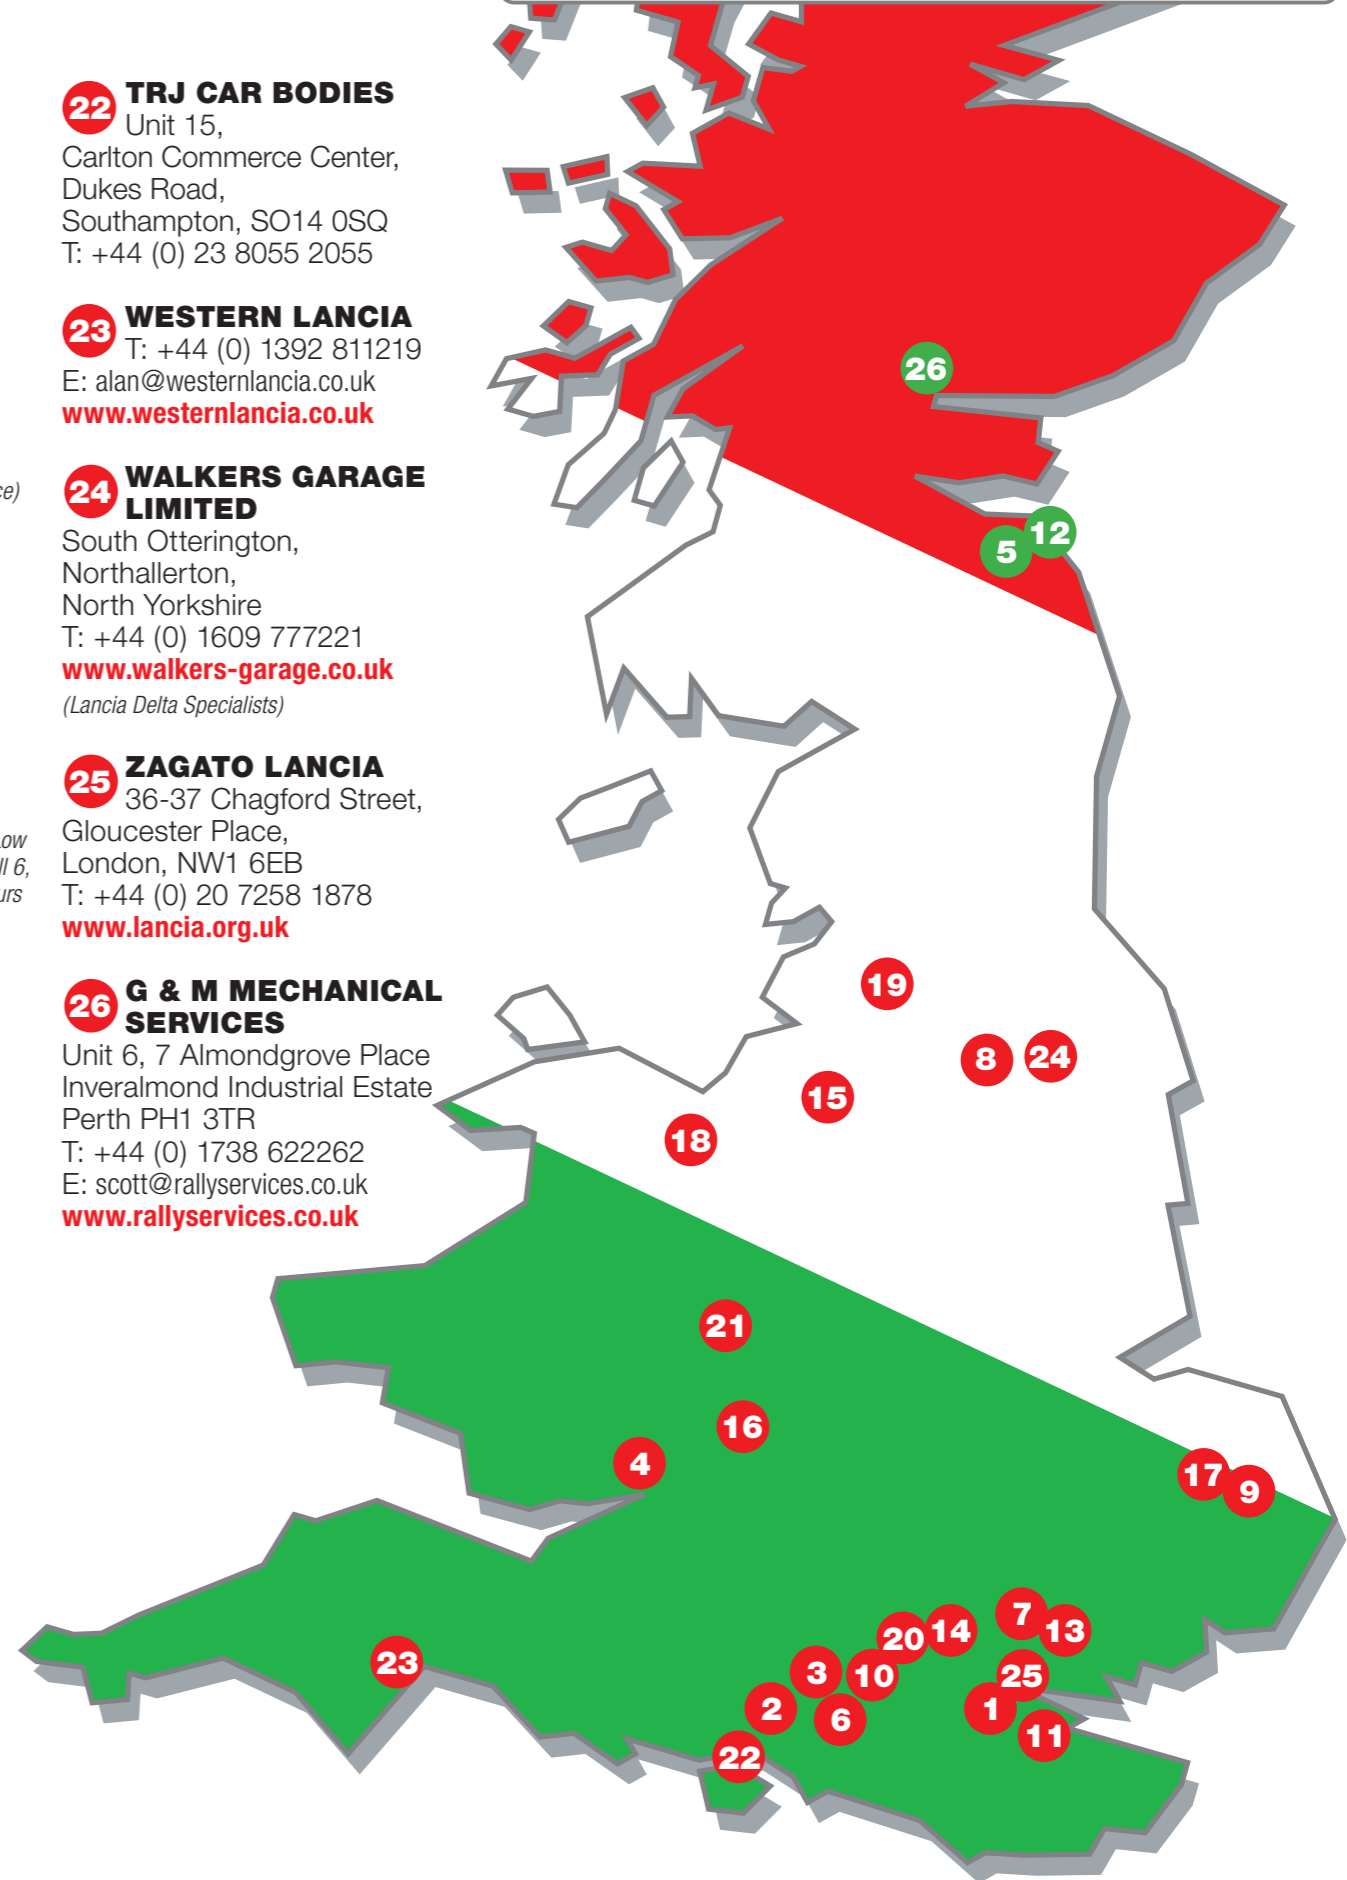 22 TRJ CAR BODIES
Unit 15,
Carlton Commerce Center,
Dukes Road,
Southampton, SO14 0SQ
T: +44 (0) 23 8055 2055
23 WESTERN LANCIA
T: +44 (0) 1392 811219
E: alan@westernlancia.co.uk
www.westernlancia.co.uk
24 WALKERS GARAGE
LIMITED
South Otterington,
Northallerton,
North Yorkshire
T: +44 (0) 1609 777221
www.walkers-garage.co.uk
(Lancia Delta Specialists)
25 ZAGATO LANCIA
36-37 Chagford Street,
Gloucester Place,
London, NW1 6EB
T: +44 (0) 20 7258 1878
www.lancia.org.uk
26 G & M MECHANICAL
SERVICES
Unit 6, 7 Almondgrove Place
Inveralmond Industrial Estate
Perth PH1 3TR
T: +44 (0) 1738 622262
E: scott@rallyservices.co.uk
www.rallyservices.co.uk
26
12
5
19
8
24
15
18
21
16
4
17
9
7
13
14
20
23
3
10
25
2
6
1
11
22